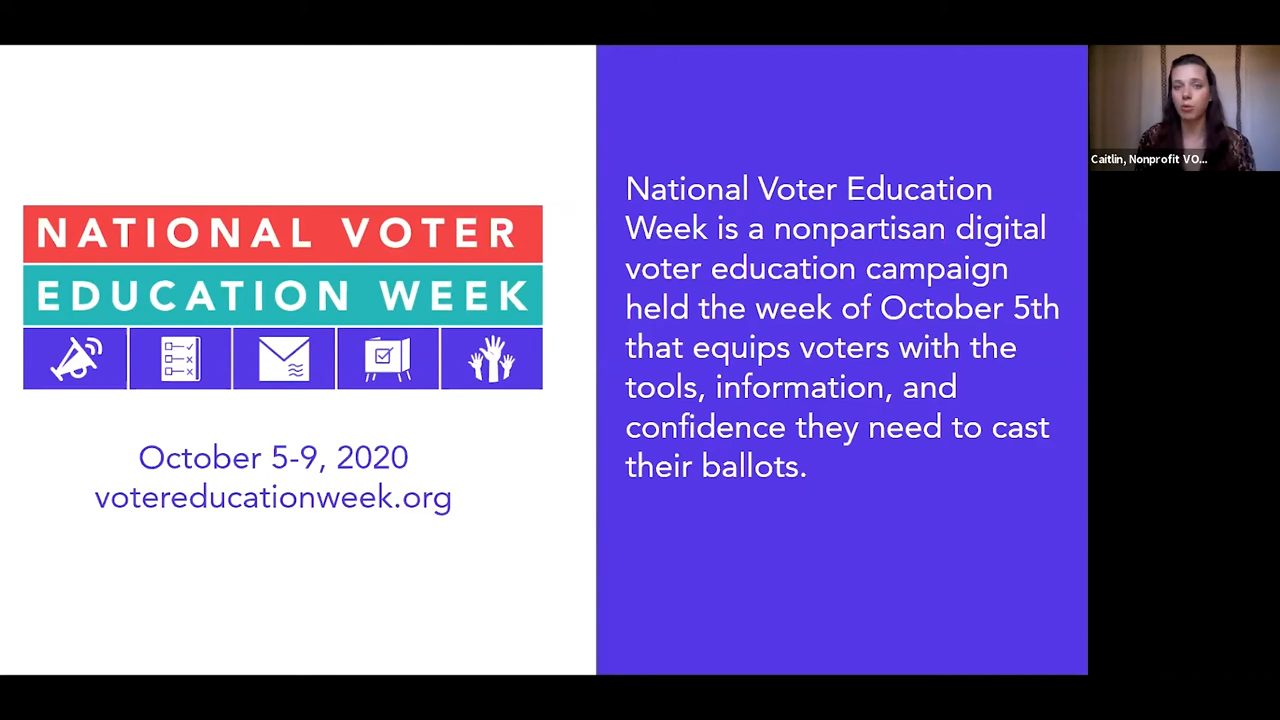 NATIONAL VOTER
EDUCATION WEEK
October 5-9, 2020
votereducationweek.org
National Voter Education
Week is a nonpartisan digital
voter education campaign
held the week of October 5th
that equips voters with the
tools, information, and
confidence they need to cast
their ballots.
Caitlin, Nonprofit VO...